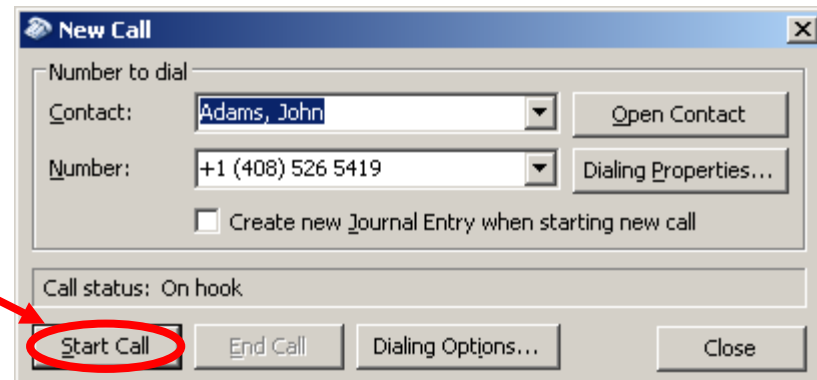 New Call
Number to dial
Contact: Adams, John Open Contact
Number: +1 (408) 526 5419 Dialing Properties...
Create new Journal Entry when starting new call
Call status: On hook
Start Call End Call Dialing Options... Close